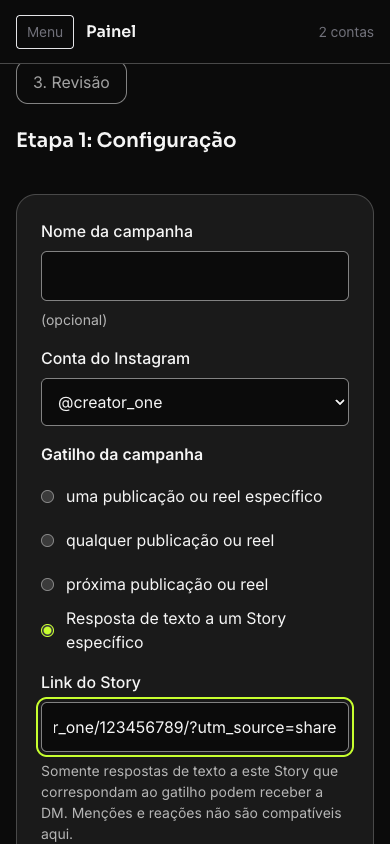 Menu
Painel
2 contas
3. Revisão
Etapa 1: Configuração
Nome da campanha
(opcional)
Conta do Instagram
@creator_one
Gatilho da campanha
uma publicação ou reel específico
qualquer publicação ou reel
próxima publicação ou reel
Resposta de texto a um Story
específico
Link do Story
r_one/123456789/?utm_source=share
Somente respostas de texto a este Story que
correspondam ao gatilho podem receber a
DM. Menções e reações não são compatíveis
aqui.